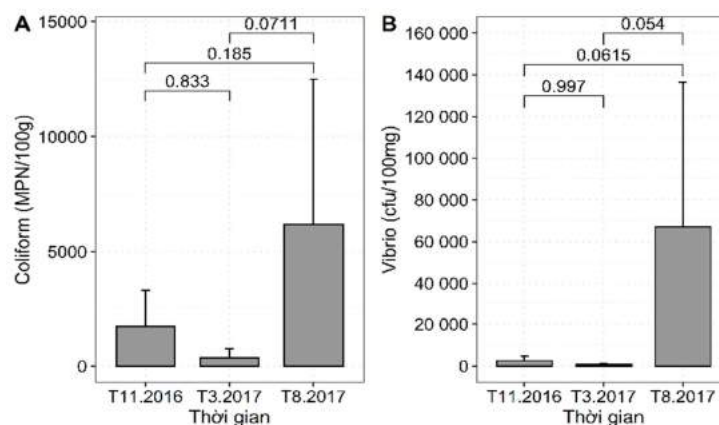 A
Coliform (MPN/100g)
15000
10000
5000
0
0.0711
0.185
0.833
T11.2016 T3.2017 T8.2017
Thời gian
B
Vibrio (cfu/100mg)
160 000
140 000
120 000
100 000
80 000
60 000
40 000
20 000
0
0.054
0.0615
0.997
T11.2016 T3.2017 T8.2017
Thời gian